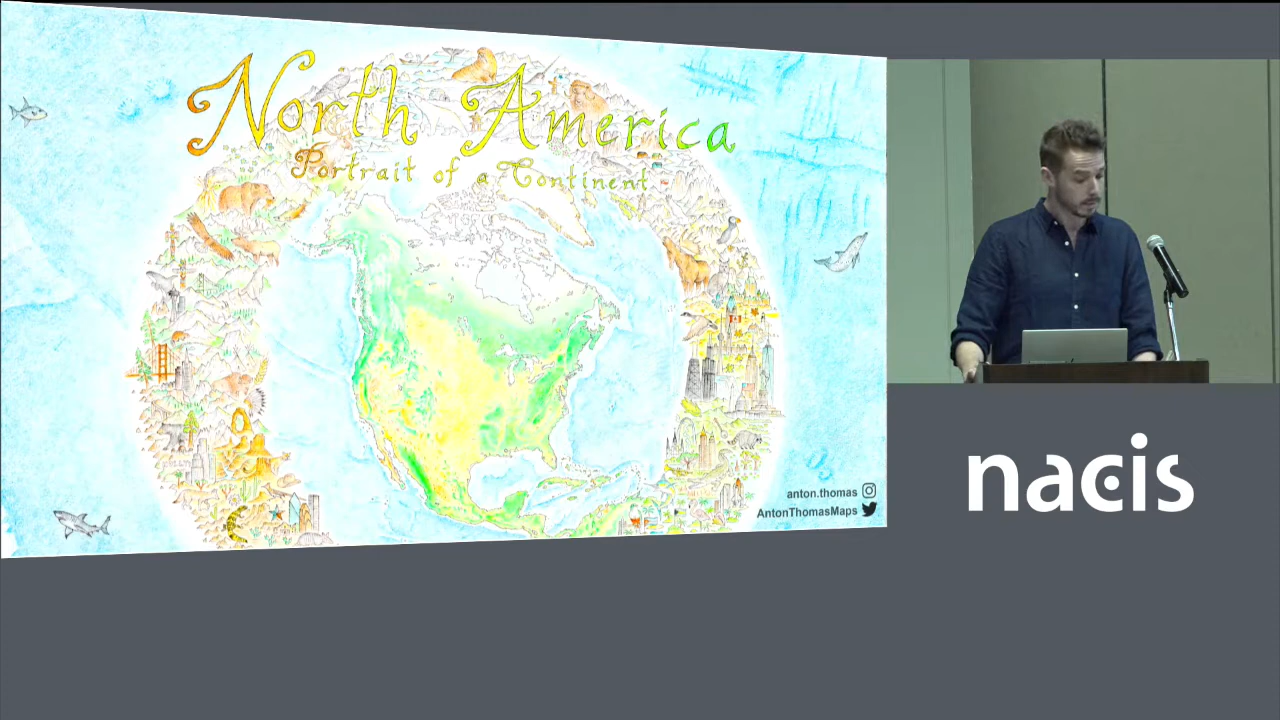 North America
Portrait of a Continent
anton.thomas
AntonThomasMaps
nacis